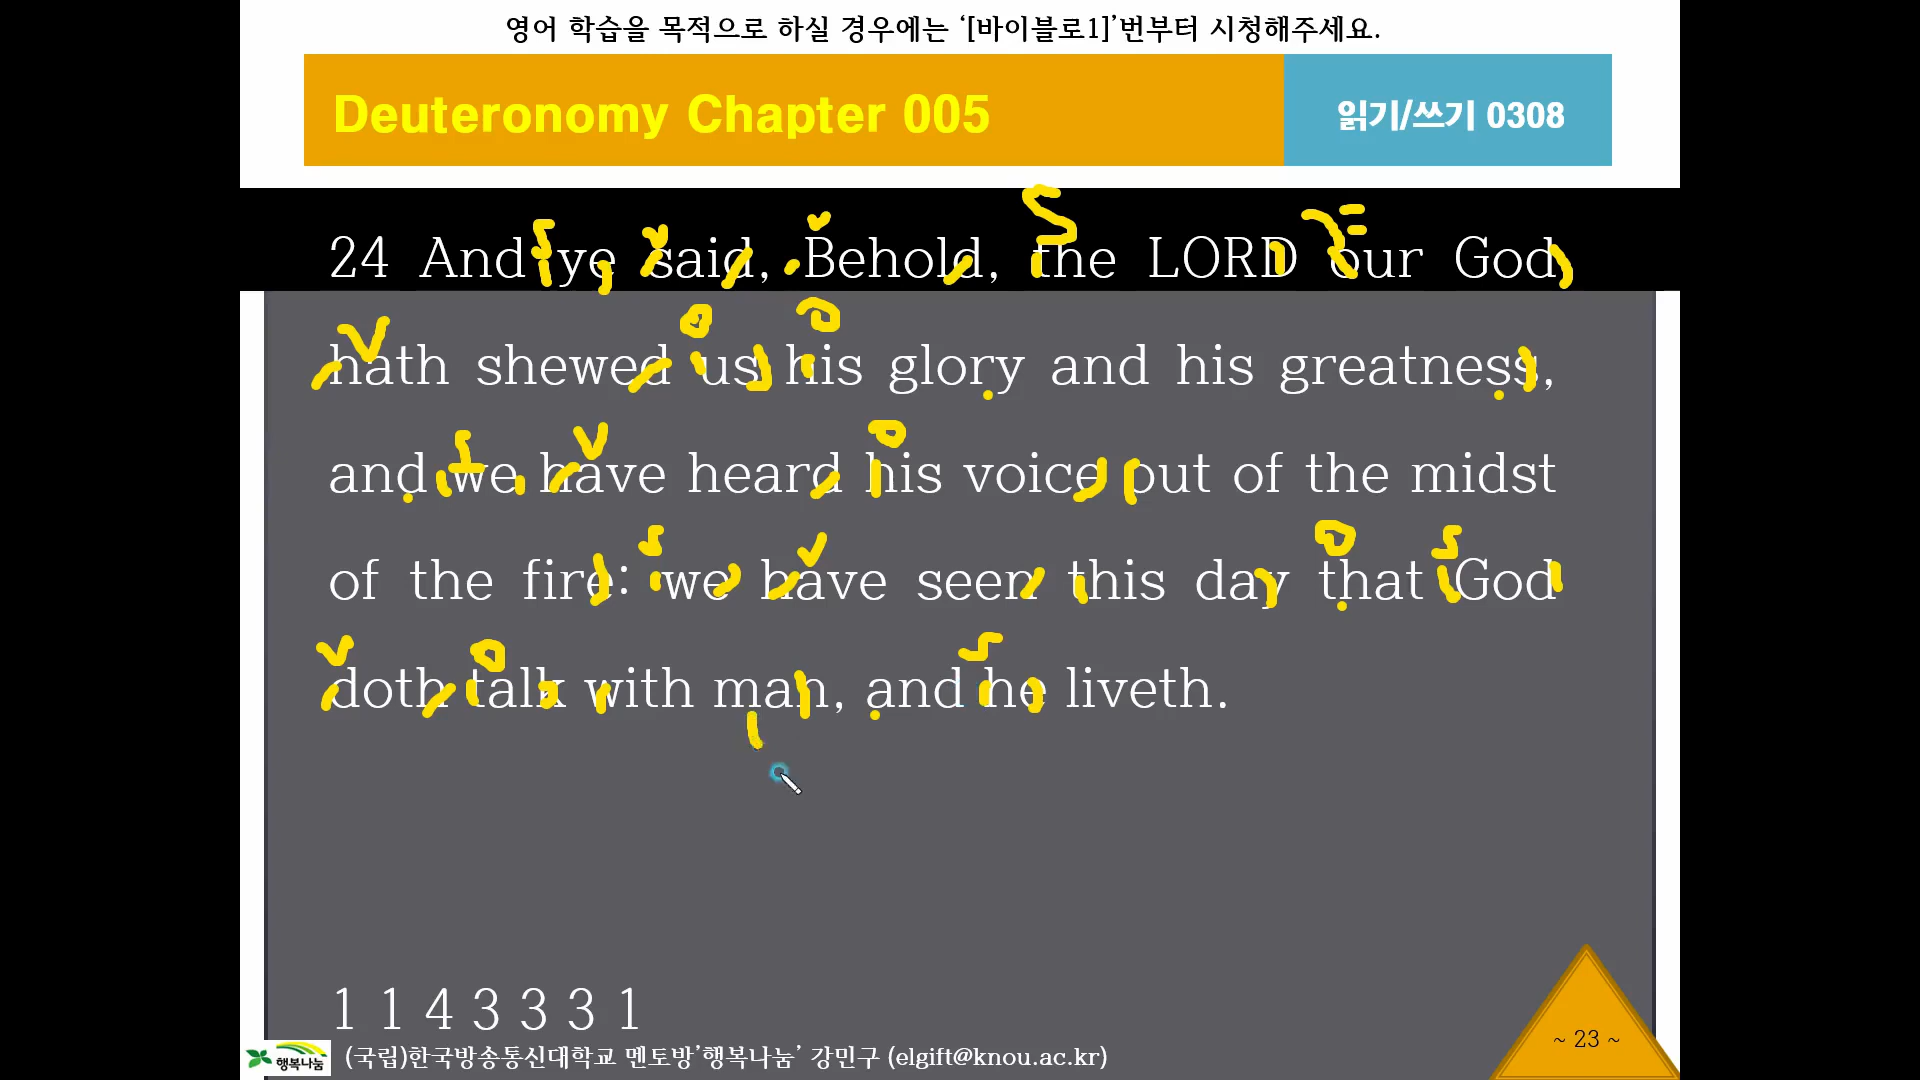 영어 학습을 목적으로 하실 경우에는 ‘[바이블로1]’번부터 시청해주세요.
Deuteronomy Chapter 005
읽기/쓰기 0308
24 And ye said, Behold, the LORD our God
hath shewed us his glory and his greatness,
and we have heard his voice out of the midst
of the fire: we have seen this day that God
doth talk with man, and he liveth.
1 1 4 3 3 3 1
~ 23 ~
행복나눔 (국립)한국방송통신대학교 멘토방’행복나눔’ 강민구 (elgift@knou.ac.kr)